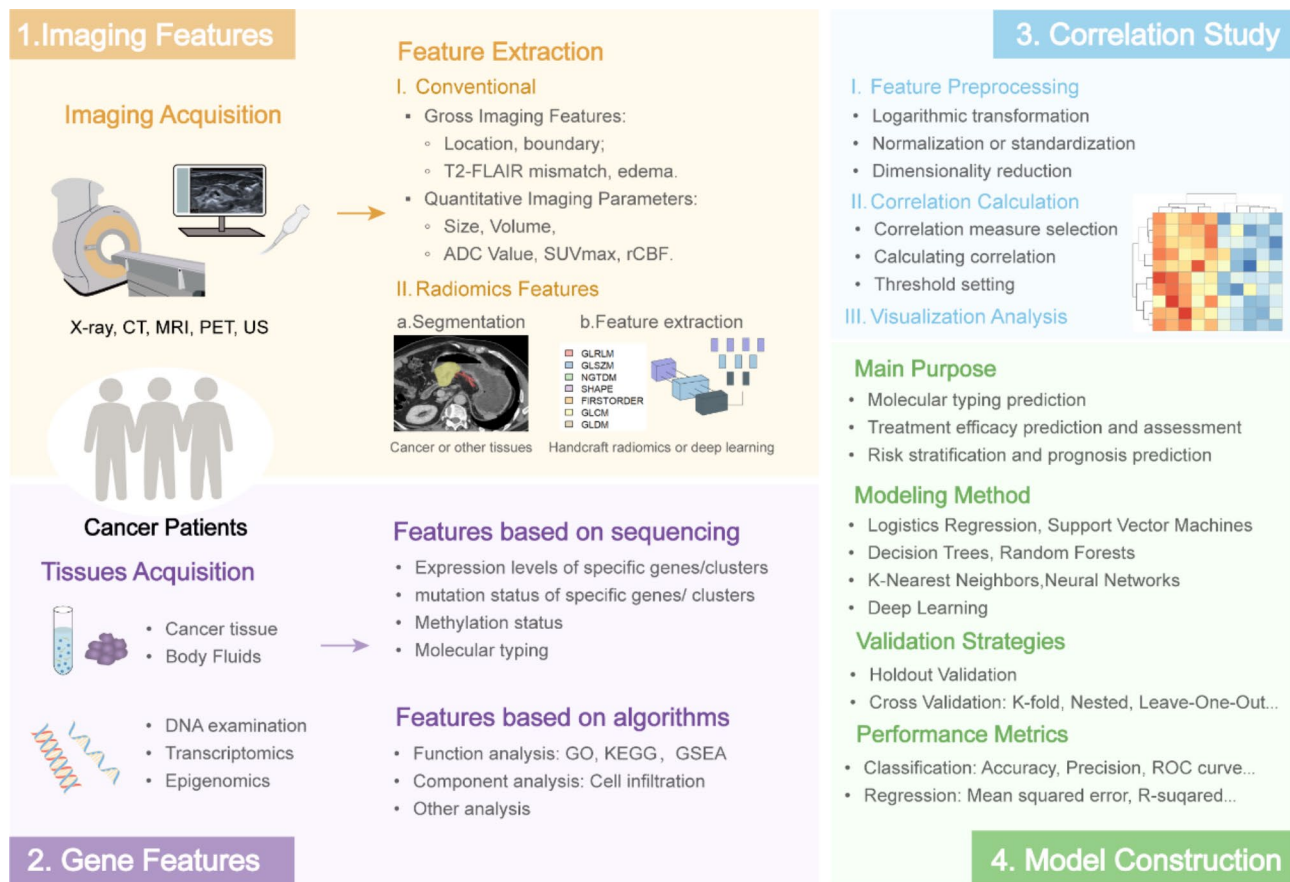 1.Imaging Features
Imaging Acquisition
X-ray, CT, MRI, PET, US
Cancer Patients
Feature Extraction
I. Conventional
• Gross Imaging Features:
◦ Location, boundary;
◦ T2-FLAIR mismatch, edema.
• Quantitative Imaging Parameters:
◦ Size, Volume,
◦ ADC Value, SUVmax, rCBF.
II. Radiomics Features
a.Segmentation
Cancer or other tissues
b.Feature extraction
GLRLM
GLSZM
NGTDM
SHAPE
FIRSTORDER
GLCM
GLDM
Handcraft radiomics or deep learning
Tissues Acquisition
• Cancer tissue
• Body Fluids
• DNA examination
• Transcriptomics
• Epigenomics
Features based on sequencing
• Expression levels of specific genes/clusters
• mutation status of specific genes/ clusters
• Methylation status
• Molecular typing
Features based on algorithms
• Function analysis: GO, KEGG，GSEA
• Component analysis: Cell infiltration
• Other analysis
2. Gene Features
3. Correlation Study
I. Feature Preprocessing
• Logarithmic transformation
• Normalization or standardization
• Dimensionality reduction
II. Correlation Calculation
• Correlation measure selection
• Calculating correlation
• Threshold setting
III. Visualization Analysis
Main Purpose
• Molecular typing prediction
• Treatment efficacy prediction and assessment
• Risk stratification and prognosis prediction
Modeling Method
• Logistics Regression, Support Vector Machines
• Decision Trees, Random Forests
• K-Nearest Neighbors,Neural Networks
• Deep Learning
Validation Strategies
• Holdout Validation
• Cross Validation: K-fold, Nested, Leave-One-Out...
Performance Metrics
• Classification: Accuracy, Precision, ROC curve...
• Regression: Mean squared error, R-suqared...
4. Model Construction